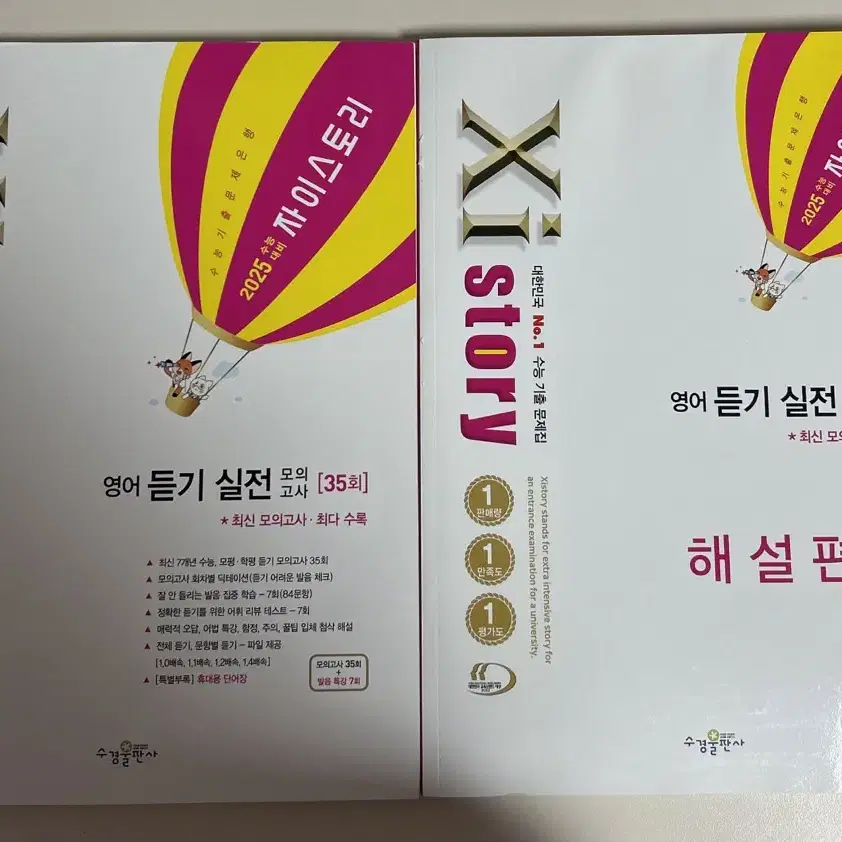 수능기출문제은행
2025 수능
대비
자이스토리
영어 듣기 실전 모의
고사 [35회]
* 최신 모의고사 · 최다 수록
▲ 최신 7개년 수능, 모평·학평 듣기 모의고사 35회
▲ 모의고사 회차별 딕테이션(듣기 어려운 발음 체크)
▲ 잘 안 들리는 발음 집중 학습 – 7회(84문항)
▲ 정확한 듣기를 위한 어휘 리뷰 테스트 – 7회
▲ 매력적 오답, 어법 특강, 함정, 주의, 꿀팁 입체 첨삭 해설
▲ 전체 듣기, 문항별 듣기 – 파일 제공
[1.0배속, 1.1배속, 1.2배속, 1.4배속]
▲ [특별부록] 휴대용 단어장
모의고사 35회
+
발음 특강 7회
수경출판사
Xi
story
대한민국 No.1 수능 기출 문제집
1
판매량
1
만족도
1
평가도
Xistory stands for extra intensive story for
an entrance examination for a university.
수능기출문제은행
2025 수능
대비
자이
영어 듣기 실전
* 최신 모의
해설편
수경출판사